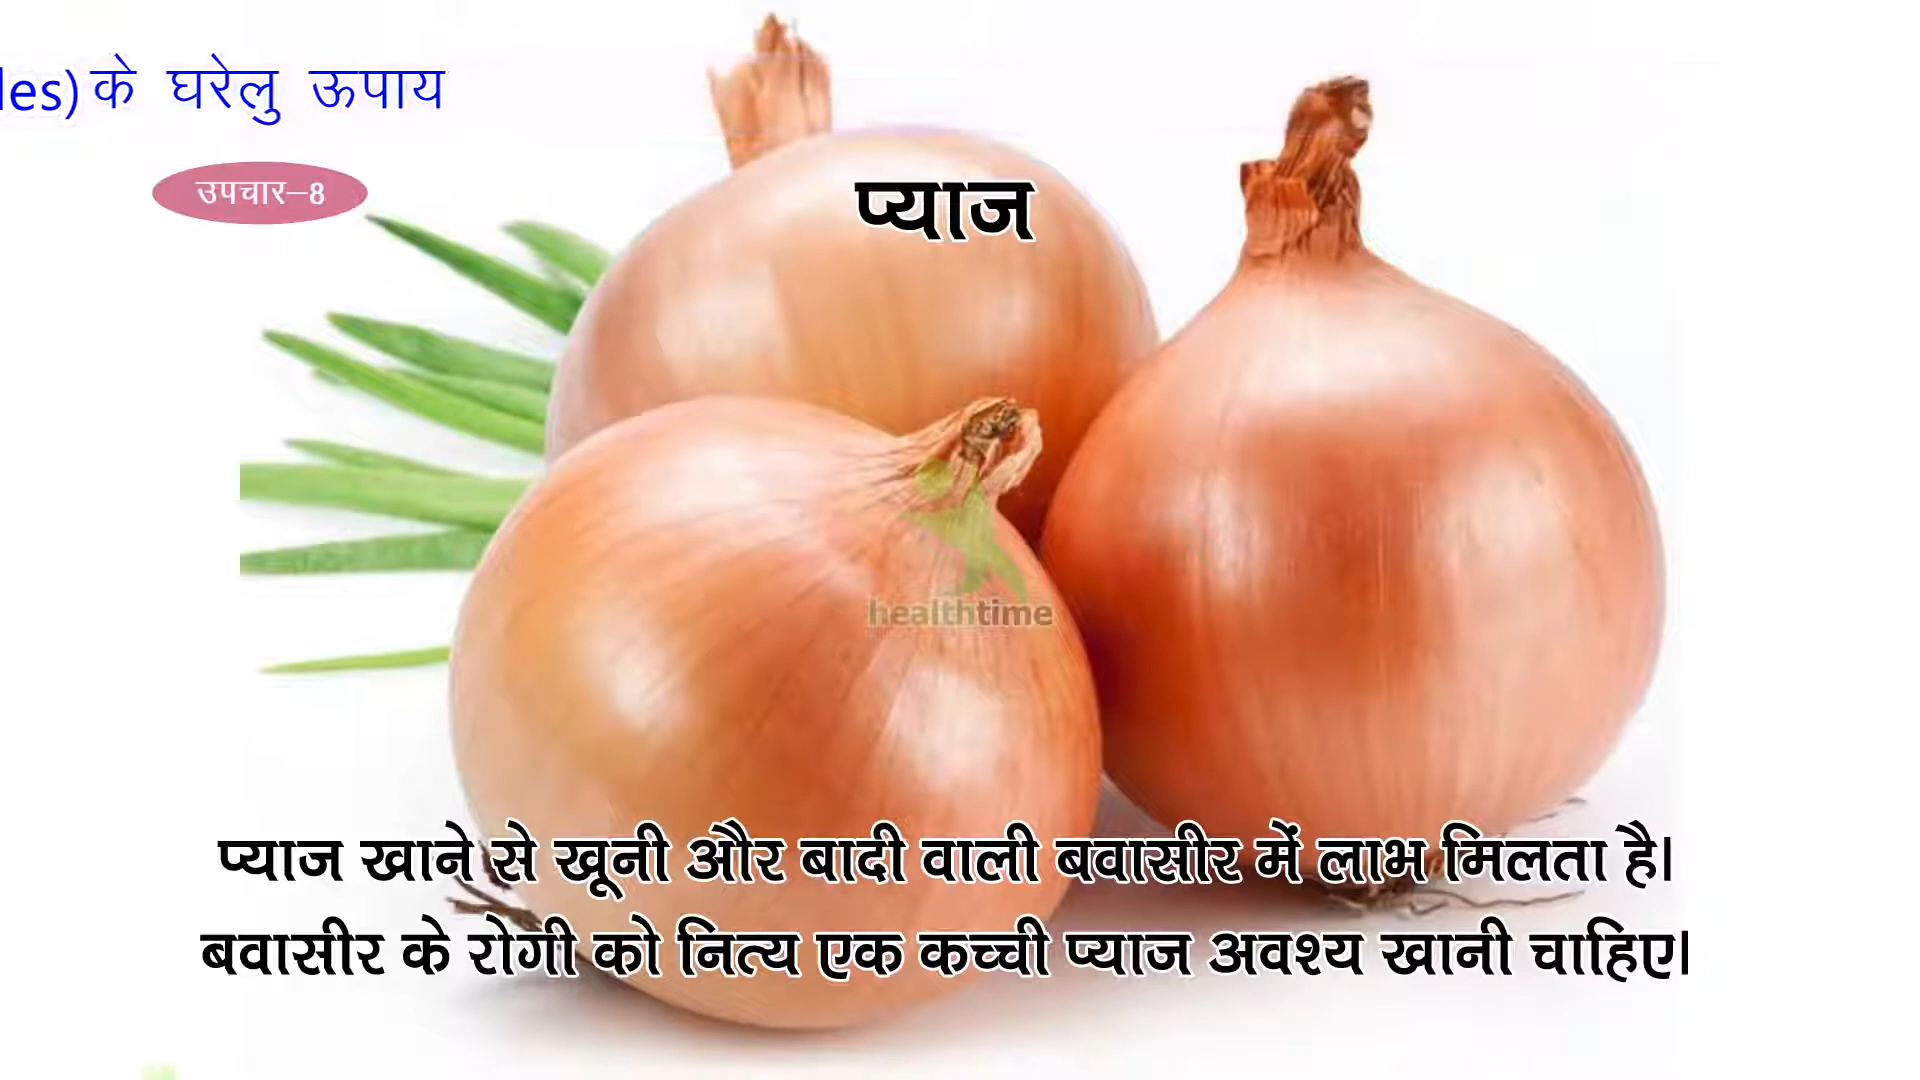 les) के घरेलु ऊपाय
उपचार–8
प्याज
healthtime
प्याज खाने से खूनी और बादी वाली बवासीर में लाभ मिलता है।
बवासीर के रोगी को नित्य एक कच्ची प्याज अवश्य खानी चाहिए।